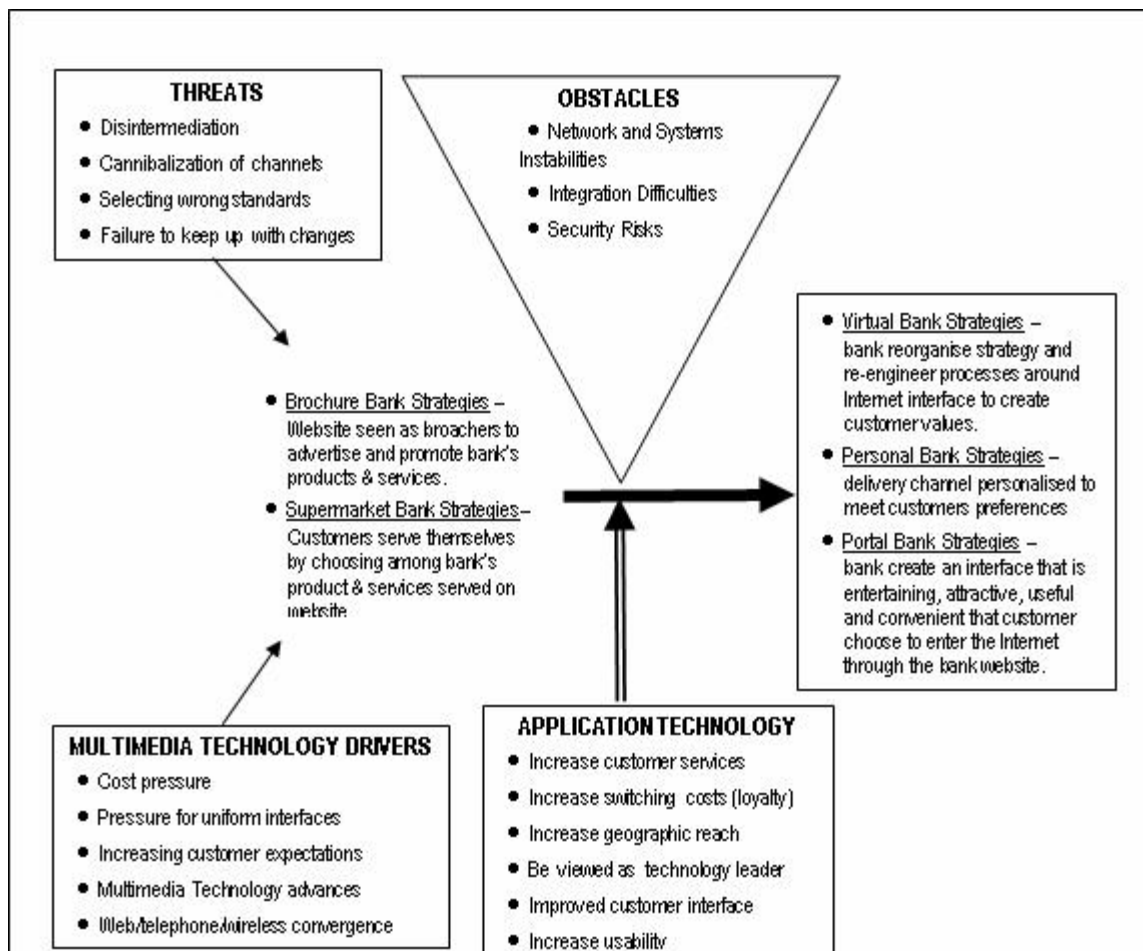 THREATS
• Disintermediation
• Cannibalization of channels
• Selecting wrong standards
• Failure to keep up with changes
OBSTACLES
• Network and Systems
Instabilities
• Integration Difficulties
• Security Risks
• Brochure Bank Strategies –
Website seen as broachers to
advertise and promote bank's
products & services.
• Supermarket Bank Strategies–
Customers serve themselves
by choosing among bank's
product & services served on
website
• Virtual Bank Strategies –
bank reorganise strategy and
re-engineer processes around
Internet interface to create
customer values.
• Personal Bank Strategies –
delivery channel personalised to
meet customers preferences
• Portal Bank Strategies –
bank create an interface that is
entertaining, attractive, useful
and convenient that customer
choose to enter the Internet
through the bank website.
MULTIMEDIA TECHNOLOGY DRIVERS
• Cost pressure
• Pressure for uniform interfaces
• Increasing customer expectations
• Multimedia Technology advances
• Web/telephone/wireless convergence
APPLICATION TECHNOLOGY
• Increase customer services
• Increase switching costs (loyalty)
• Increase geographic reach
• Be viewed as technology leader
• Improved customer interface
• Increase usability